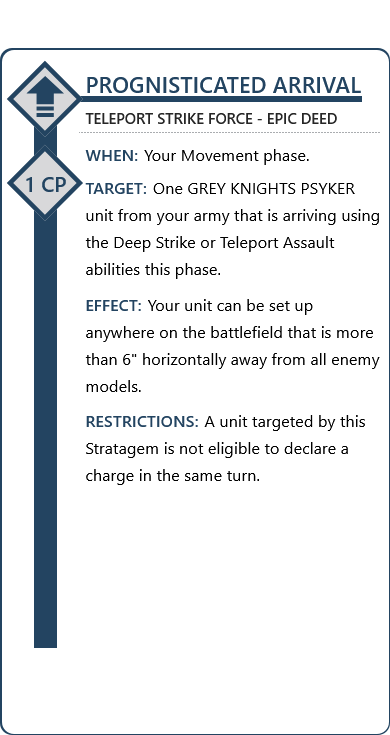 PROGNISTICATED ARRIVAL
TELEPORT STRIKE FORCE - EPIC DEED
WHEN: Your Movement phase.
1 CP
TARGET: One GREY KNIGHTS PSYKER
unit from your army that is arriving using
the Deep Strike or Teleport Assault
abilities this phase.
EFFECT: Your unit can be set up
anywhere on the battlefield that is more
than 6" horizontally away from all enemy
models.
RESTRICTIONS: A unit targeted by this
Stratagem is not eligible to declare a
charge in the same turn.